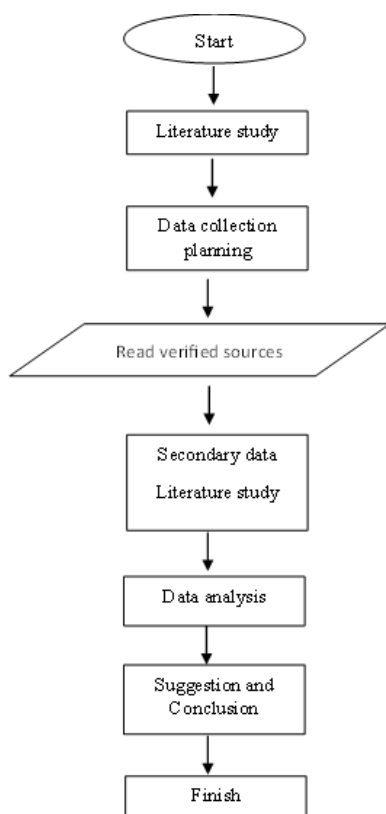 Start
Literature study
Data collection
planning
Read verified sources
Secondary data
Literature study
Data analysis
Suggestion and
Conclusion
Finish